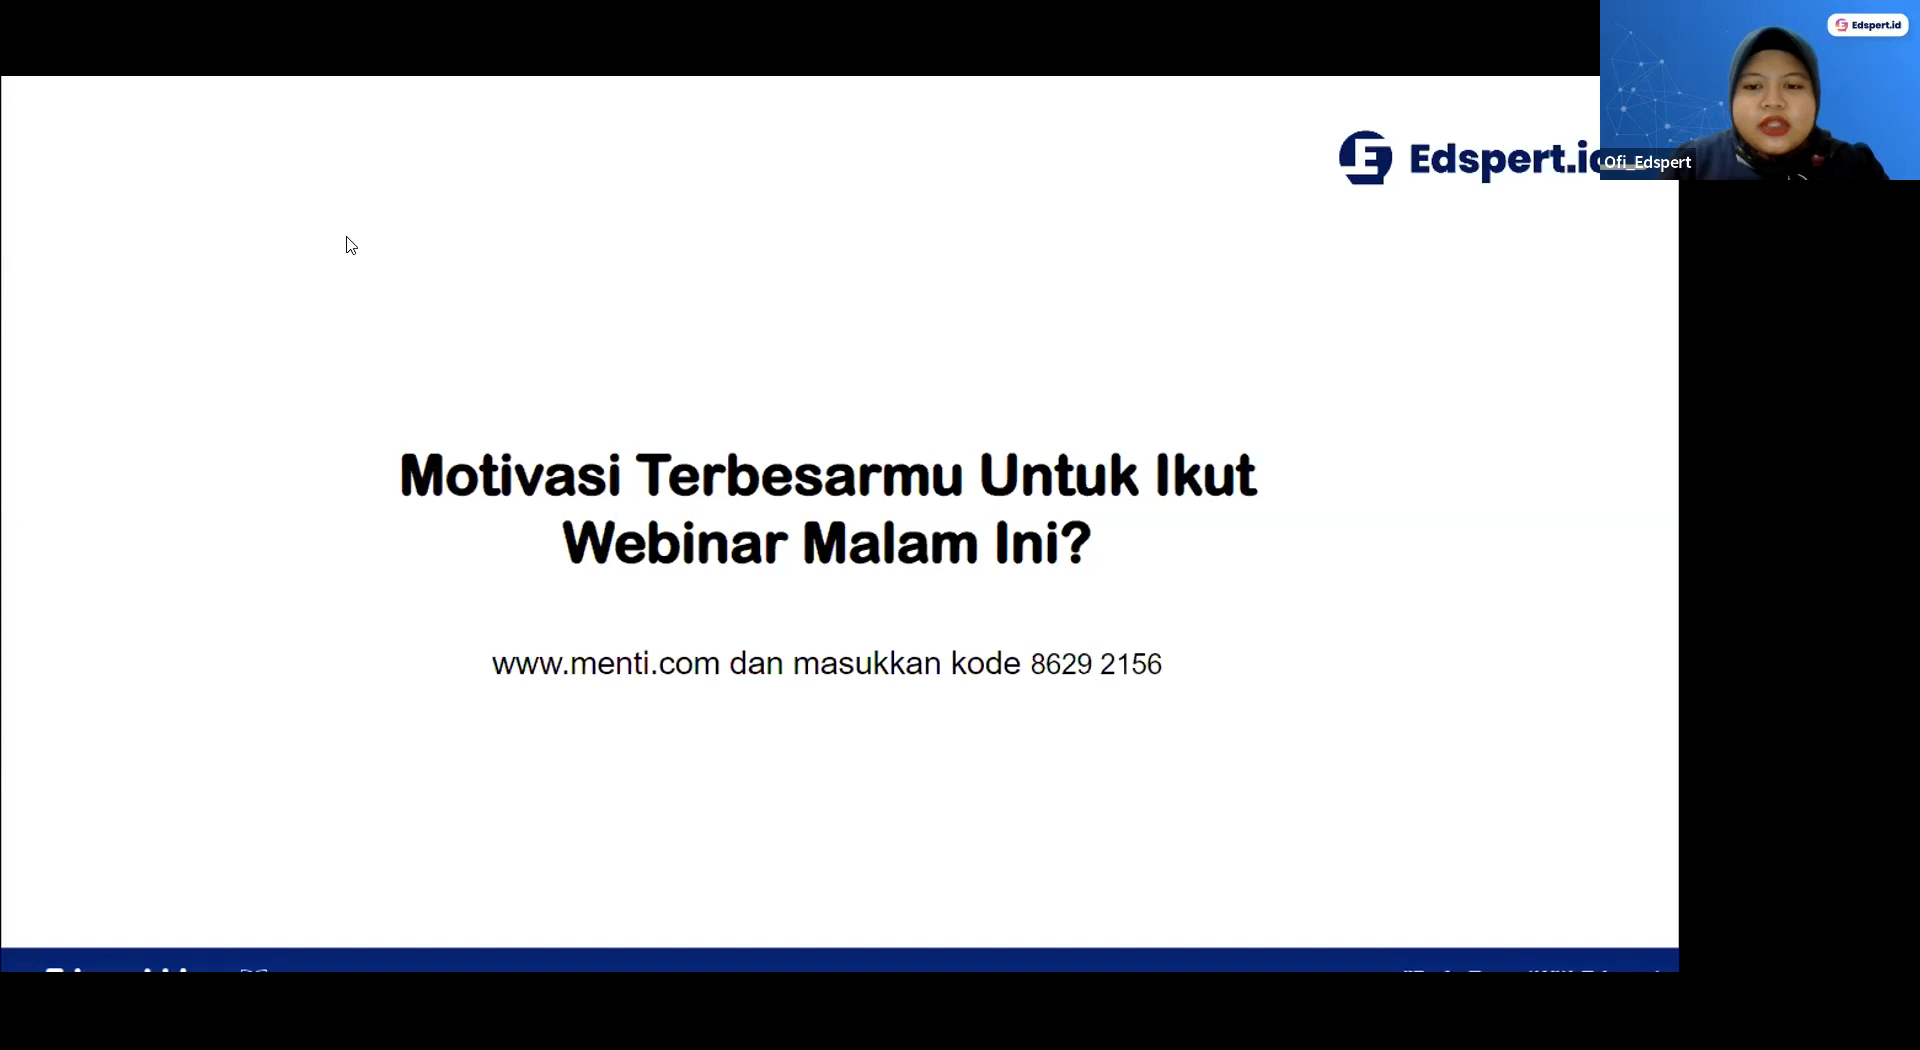 Edspert.id
Ofi_Edspert
Edspert.i
Motivasi Terbesarmu Untuk Ikut
Webinar Malam Ini?
www.menti.com dan masukkan kode 8629 2156